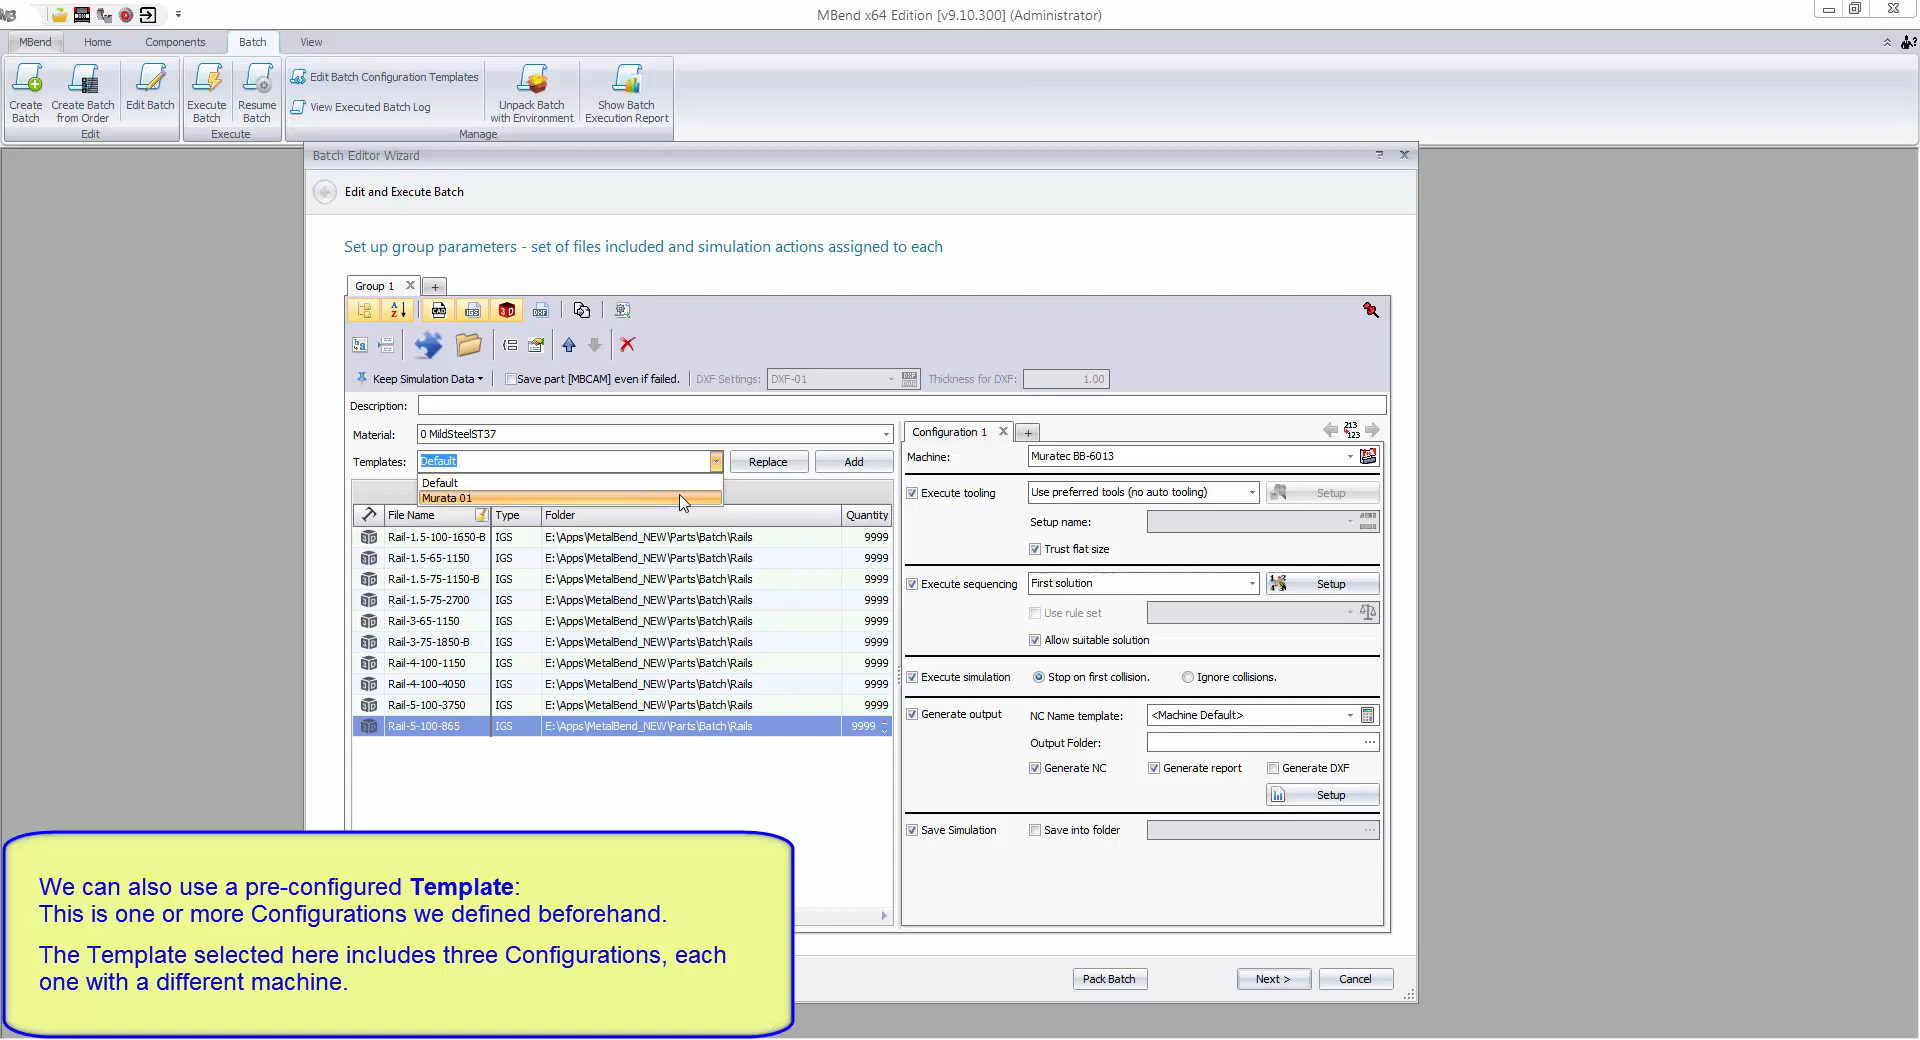 MBend x64 Edition [v9.10.300] (Administrator)
MBend Home Components Batch View
Create Batch
Create Batch from Order
Edit Batch
Execute Batch
Resume Batch
Edit Batch Configuration Templates
View Executed Batch Log
Unpack Batch with Environment
Show Batch Execution Report
Edit Execute Manage
Batch Editor Wizard
Edit and Execute Batch
Set up group parameters - set of files included and simulation actions assigned to each
Group 1
Keep Simulation Data Save part [MBCAM] even if failed. DXF Settings: DXF-01 Thickness for DXF: 1.00
Description:
Material: 0 MildSteelST37
Templates: Default Replace Add
Default
Murata 01
File Name Type Folder Quantity
Rail-1.5-100-1650-B IGS E:\Apps\MetalBend_NEW\Parts\Batch\Rails 9999
Rail-1.5-65-1150 IGS E:\Apps\MetalBend_NEW\Parts\Batch\Rails 9999
Rail-1.5-75-1150-B IGS E:\Apps\MetalBend_NEW\Parts\Batch\Rails 9999
Rail-1.5-75-2700 IGS E:\Apps\MetalBend_NEW\Parts\Batch\Rails 9999
Rail-3-65-1150 IGS E:\Apps\MetalBend_NEW\Parts\Batch\Rails 9999
Rail-3-75-1850-B IGS E:\Apps\MetalBend_NEW\Parts\Batch\Rails 9999
Rail-4-100-1150 IGS E:\Apps\MetalBend_NEW\Parts\Batch\Rails 9999
Rail-4-100-4050 IGS E:\Apps\MetalBend_NEW\Parts\Batch\Rails 9999
Rail-5-100-3750 IGS E:\Apps\MetalBend_NEW\Parts\Batch\Rails 9999
Rail-5-100-865 IGS E:\Apps\MetalBend_NEW\Parts\Batch\Rails 9999
Configuration 1
Machine: Muratec BB-6013
Execute tooling Use preferred tools (no auto tooling) Setup
Setup name:
Trust flat size
Execute sequencing First solution Setup
Use rule set
Allow suitable solution
Execute simulation Stop on first collision. Ignore collisions.
Generate output NC Name template: <Machine Default>
Output Folder:
Generate NC Generate report Generate DXF
Setup
Save Simulation Save into folder
Pack Batch Next > Cancel
We can also use a pre-configured Template:
This is one or more Configurations we defined beforehand.
The Template selected here includes three Configurations, each
one with a different machine.